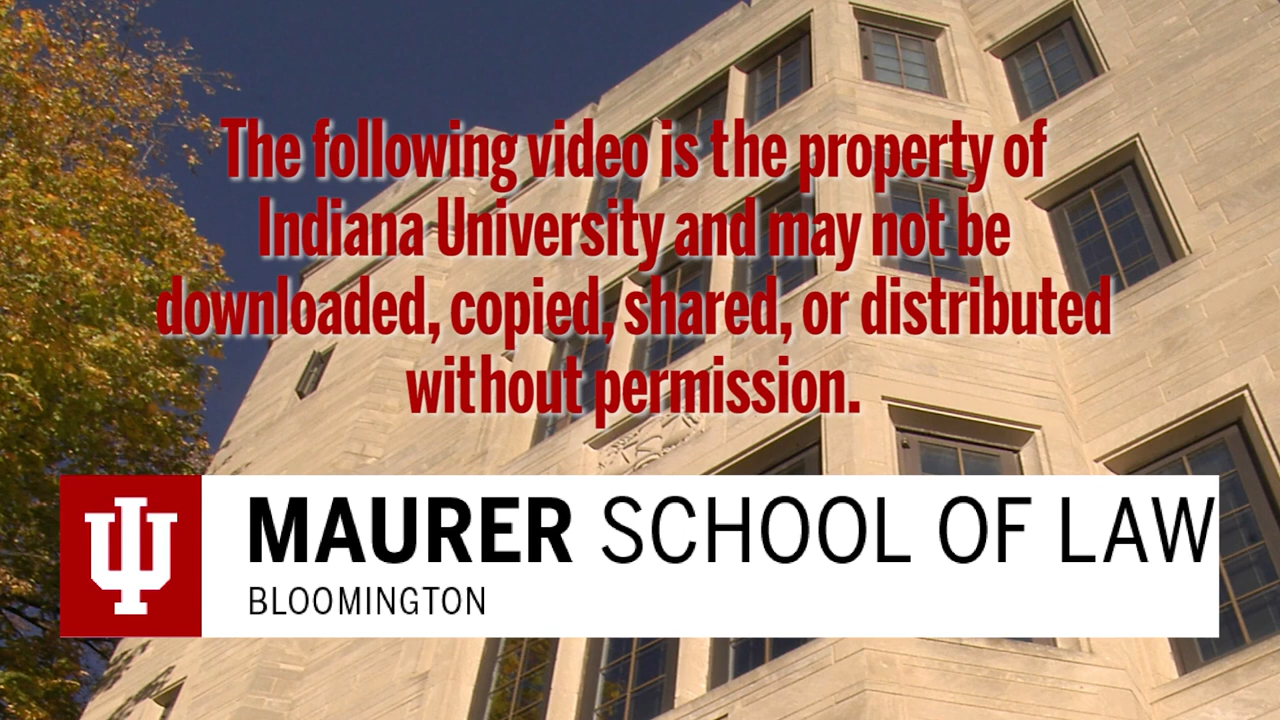 The following video is the property of
Indiana University and may not be
downloaded, copied, shared, or distributed
without permission.
MAURER SCHOOL OF LAW
BLOOMINGTON